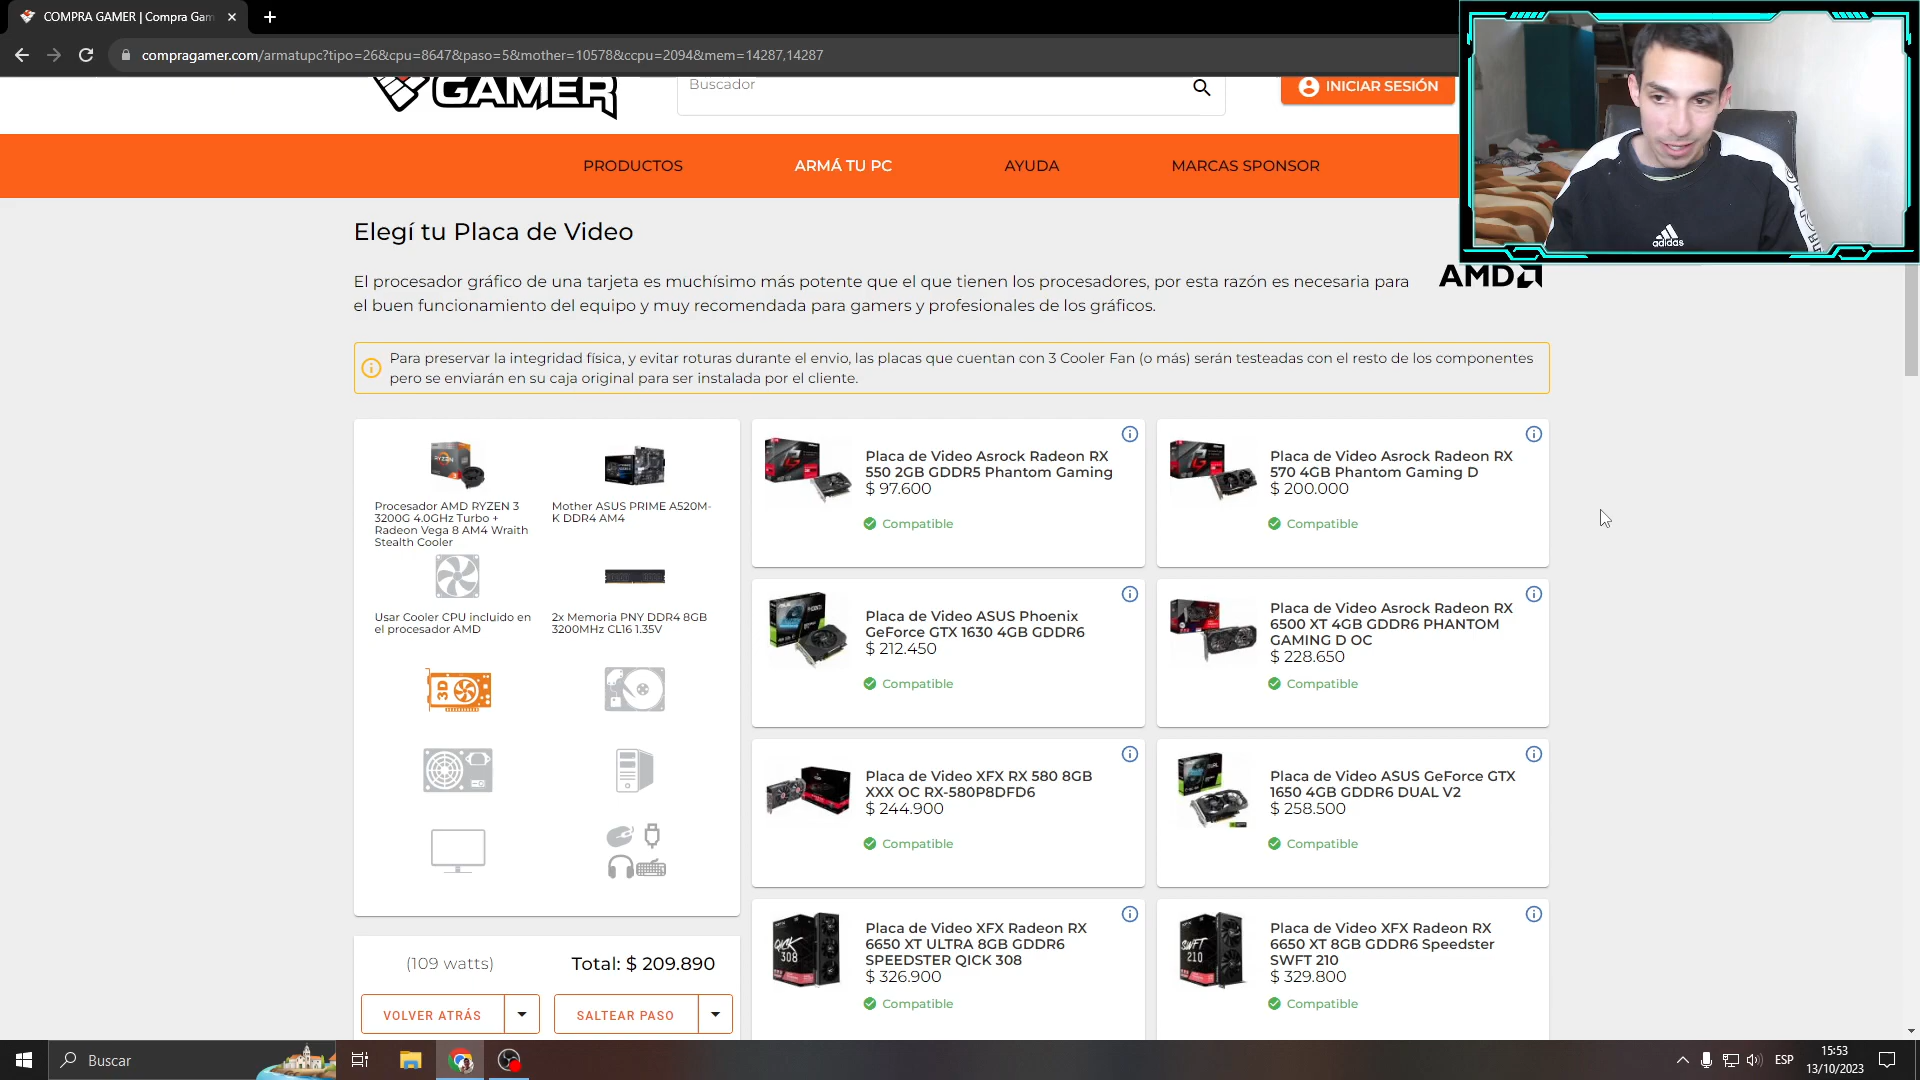 COMPRA GAMER | Compra Gam
compragamer.com/armatupc?tipo=26&cpu=8647&paso=5&mother=10578&ccpu=2094&mem=14287,14287
GAMER
Buscador
INICIAR SESIÓN
PRODUCTOS
ARMÁ TU PC
AYUDA
MARCAS SPONSOR
adidas
Elegí tu Placa de Video
El procesador gráfico de una tarjeta es muchísimo más potente que el que tienen los procesadores, por esta razón es necesaria para
el buen funcionamiento del equipo y muy recomendada para gamers y profesionales de los gráficos.
AMD
Para preservar la integridad física, y evitar roturas durante el envio, las placas que cuentan con 3 Cooler Fan (o más) serán testeadas con el resto de los componentes
pero se enviarán en su caja original para ser instalada por el cliente.
Procesador AMD RYZEN 3
3200G 4.0GHz Turbo +
Radeon Vega 8 AM4 Wraith
Stealth Cooler
Mother ASUS PRIME A520M-
K DDR4 AM4
Usar Cooler CPU incluido en
el procesador AMD
2x Memoria PNY DDR4 8GB
3200MHz CL16 1.35V
3D
(109 watts)
Total: $ 209.890
VOLVER ATRÁS
SALTEAR PASO
Placa de Video Asrock Radeon RX
550 2GB GDDR5 Phantom Gaming
$ 97.600
Compatible
Placa de Video Asrock Radeon RX
570 4GB Phantom Gaming D
$ 200.000
Compatible
Placa de Video ASUS Phoenix
GeForce GTX 1630 4GB GDDR6
$ 212.450
Compatible
Placa de Video Asrock Radeon RX
6500 XT 4GB GDDR6 PHANTOM
GAMING D OC
$ 228.650
Compatible
Placa de Video XFX RX 580 8GB
XXX OC RX-580P8DFD6
$ 244.900
Compatible
Placa de Video ASUS GeForce GTX
1650 4GB GDDR6 DUAL V2
$ 258.500
Compatible
QICK
308
Placa de Video XFX Radeon RX
6650 XT ULTRA 8GB GDDR6
SPEEDSTER QICK 308
$ 326.900
Compatible
SWFT
210
Placa de Video XFX Radeon RX
6650 XT 8GB GDDR6 Speedster
SWFT 210
$ 329.800
Compatible
Buscar
ESP
15:53
13/10/2023